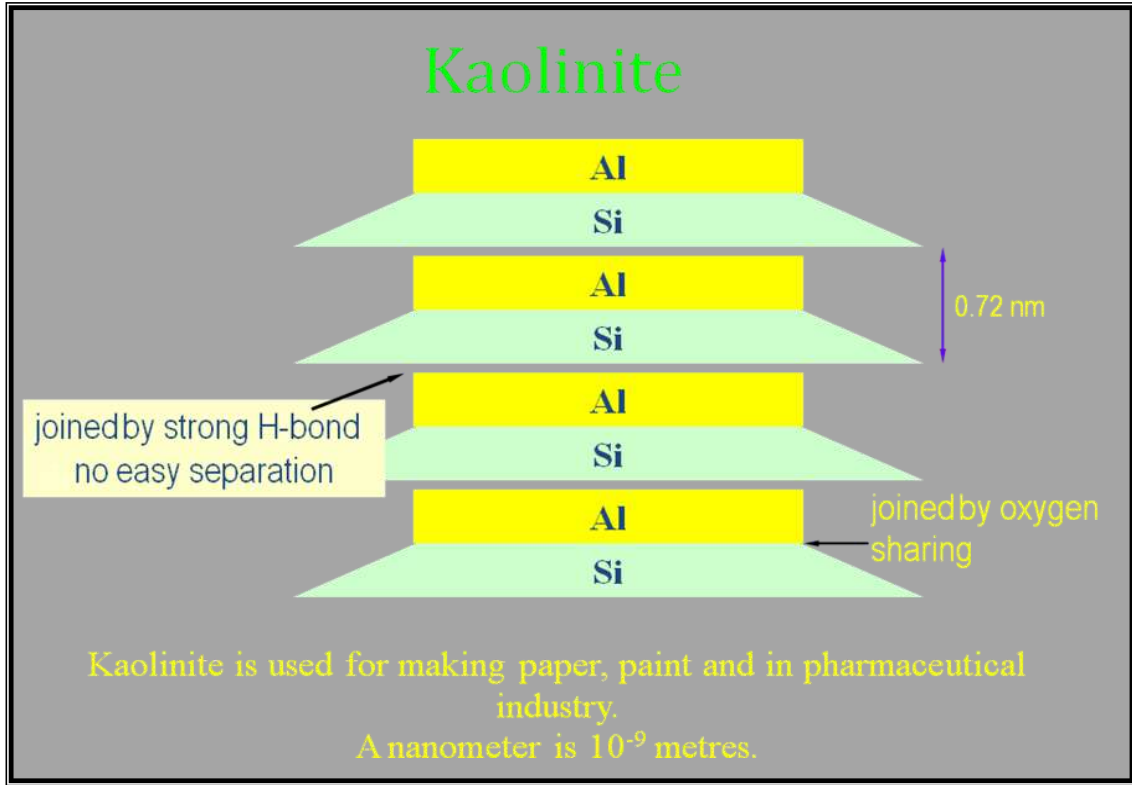 Kaolinite
Al
Si
Al
Si
0.72 nm
Al
Si
joined by strong H-bond
no easy separation
Al
Si
joined by oxygen
sharing
Kaolinite is used for making paper, paint and in pharmaceutical
industry.
A nanometer is 10⁻⁹ metres.